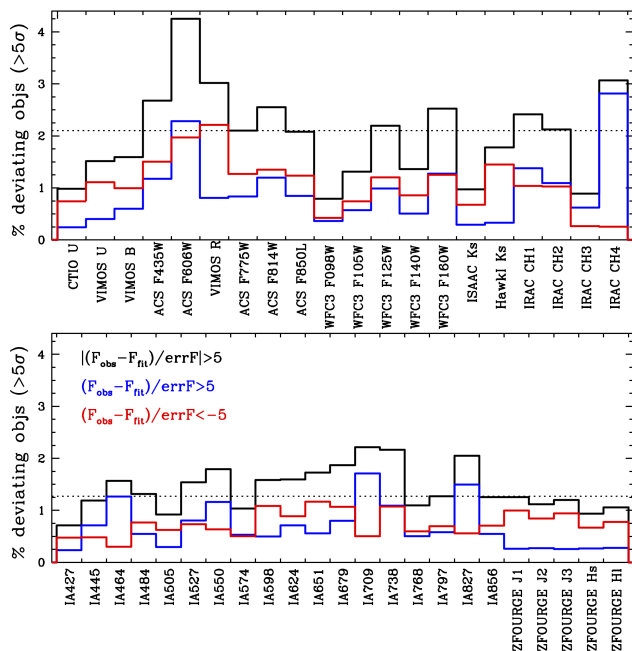 % deviating objs (>5σ)
4
3
2
1
0
CTIO U
VIMOS U
VIMOS B
ACS F435W
ACS F606W
VIMOS R
ACS F775W
ACS F814W
ACS F850L
WFC3 F098W
WFC3 F105W
WFC3 F125W
WFC3 F140W
WFC3 F160W
ISAAC Ks
HawkI Ks
IRAC CH1
IRAC CH2
IRAC CH3
IRAC CH4
% deviating objs (>5σ)
4
3
2
1
0
|(Fobs−Ffit)/errF|>5
(Fobs−Ffit)/errF>5
(Fobs−Ffit)/errF<−5
IA427
IA445
IA464
IA484
IA505
IA527
IA550
IA574
IA598
IA624
IA651
IA679
IA709
IA738
IA768
IA797
IA827
IA856
ZFOURGE J1
ZFOURGE J2
ZFOURGE J3
ZFOURGE Hs
ZFOURGE Hl